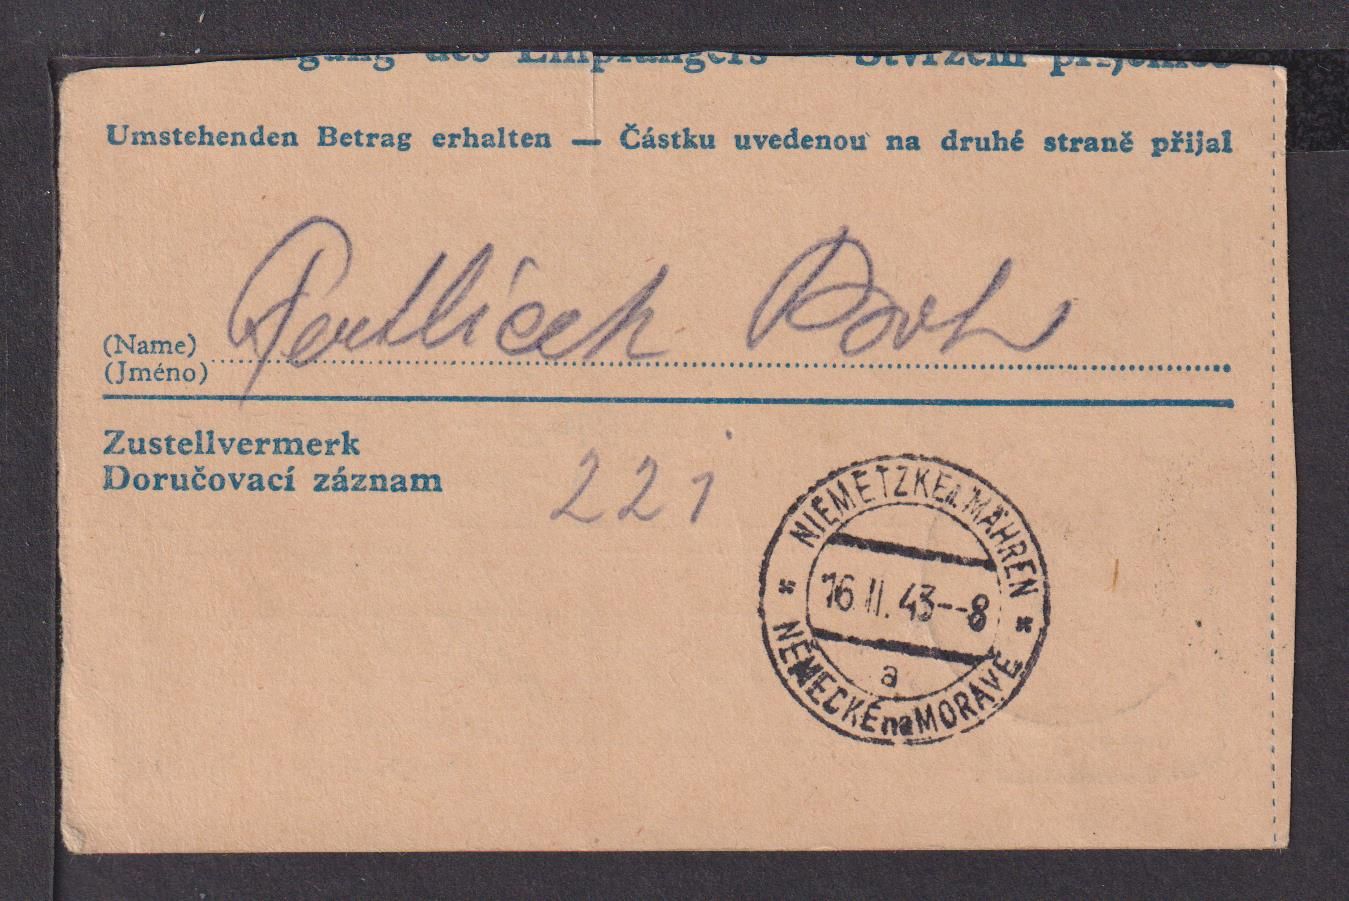 Umstehenden Betrag erhalten — Částku uvedenou na druhé straně přijal
(Name)
(Jméno)
Zustellvermerk
Doručovací záznam
221
NIEMETZKE a. MÄHREN
16 II. 43--8
a
NĚMECKÉ na MORAVĚ